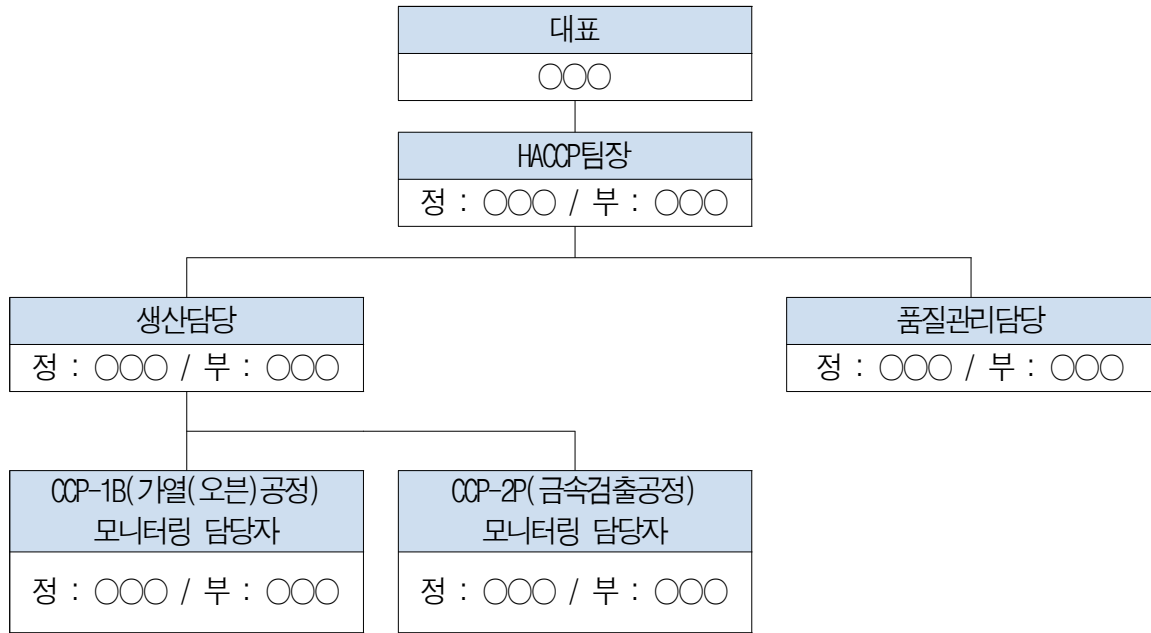 대표
○○○
HACCP팀장
정 : ○○○ / 부 : ○○○
생산담당
정 : ○○○ / 부 : ○○○
품질관리담당
정 : ○○○ / 부 : ○○○
CCP-1B(가열(오븐)공정)
모니터링 담당자
정 : ○○○ / 부 : ○○○
CCP-2P(금속검출공정)
모니터링 담당자
정 : ○○○ / 부 : ○○○